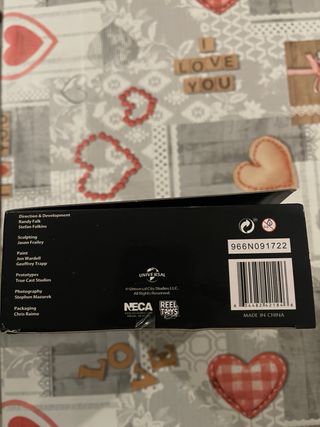 I
LOVE
YOU
Direction & Development
Randy Falk
Stefan Folkins
Sculpting
Jason Frailey
Paint
Jon Wardell
Geoffrey Trapp
Prototypes
True Cast Studios
Photography
Stephen Mazurek
Packaging
Chris Raimo
UNIVERSAL
© Universal City Studios LLC.
All Rights Reserved.
NECA
REEL
TOYS
966N091722
MADE IN CHINA